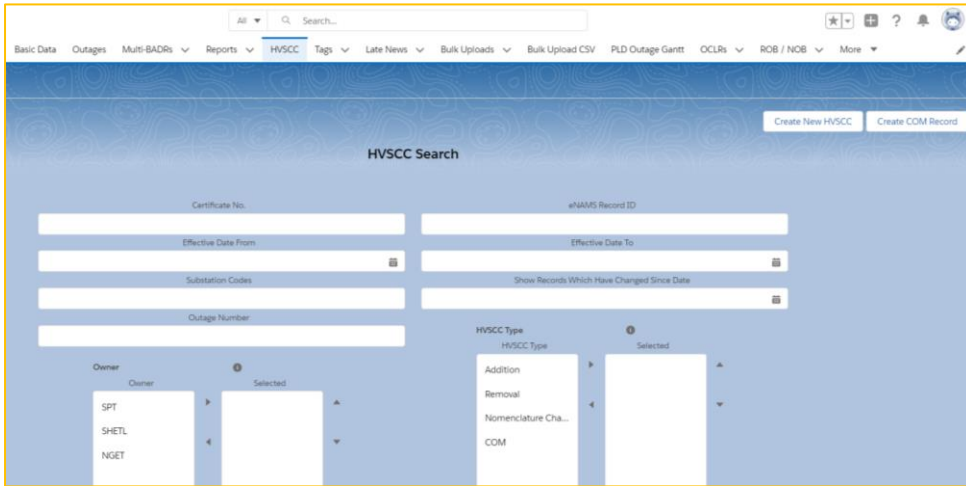 All Search...
Basic Data Outages Multi-BADRs Reports HVSCC Tags Late News Bulk Uploads Bulk Upload CSV PLD Outage Gantt OCLRs ROB / NOB More
Create New HVSCC Create COM Record
HVSCC Search
Certificate No. eNAMS Record ID
Effective Date From Effective Date To
Substation Codes Show Records Which Have Changed Since Date
Outage Number
HVSCC Type
HVSCC Type Selected
Addition
Removal
Nomenclature Cha...
COM
Owner
Owner Selected
SPT
SHETL
NGET